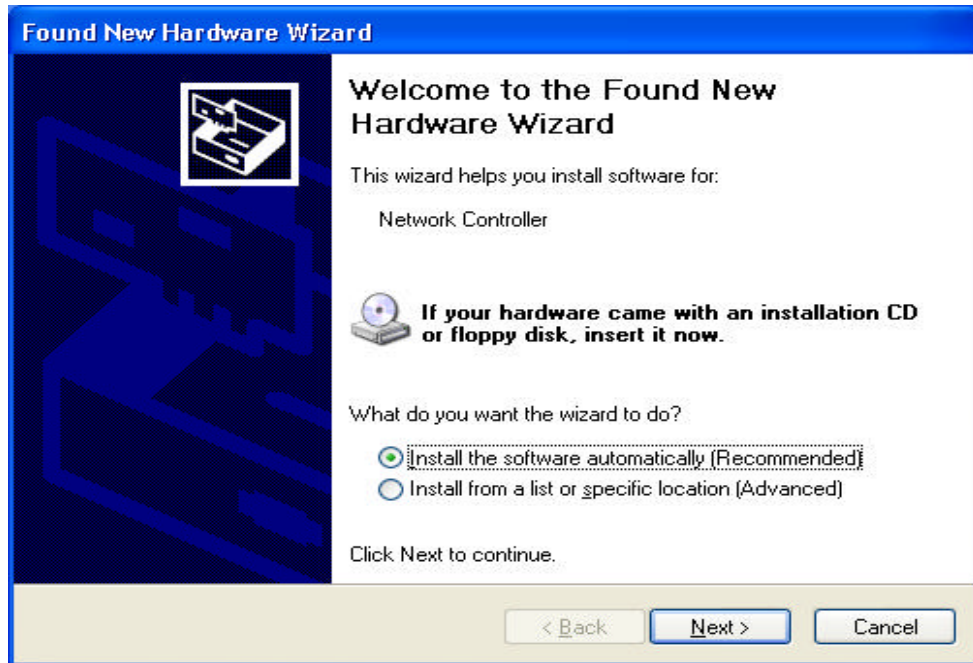 Found New Hardware Wizard
Welcome to the Found New
Hardware Wizard
This wizard helps you install software for:
Network Controller
If your hardware came with an installation CD
or floppy disk, insert it now.
What do you want the wizard to do?
Install the software automatically (Recommended)
Install from a list or specific location (Advanced)
Click Next to continue.
< Back Next > Cancel